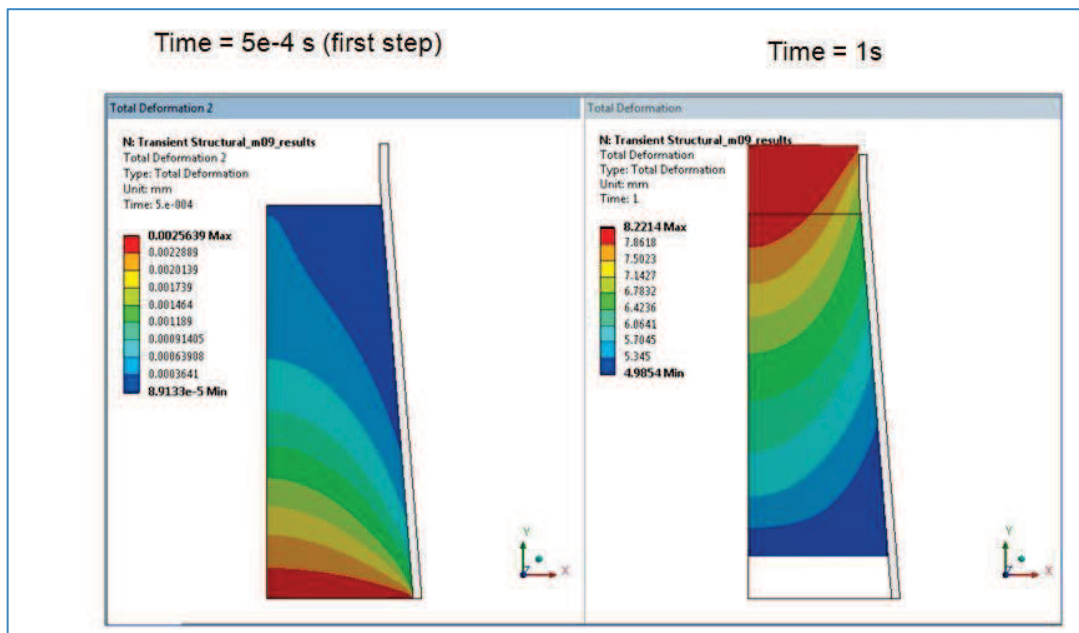 Time = 5e-4 s (first step)
Time = 1s
Total Deformation 2
N: Transient Structural_m09_results
Total Deformation 2
Type: Total Deformation
Unit: mm
Time: 5.e-004
0.0025639 Max
0.0022889
0.0020139
0.001739
0.001464
0.001189
0.00091405
0.00063908
0.0003641
8.9133e-5 Min
Y
Z
X
Total Deformation
N: Transient Structural_m09_results
Total Deformation
Type: Total Deformation
Unit: mm
Time: 1
8.2214 Max
7.8618
7.5023
7.1427
6.7832
6.4236
6.0641
5.7045
5.345
4.9854 Min
Y
Z
X